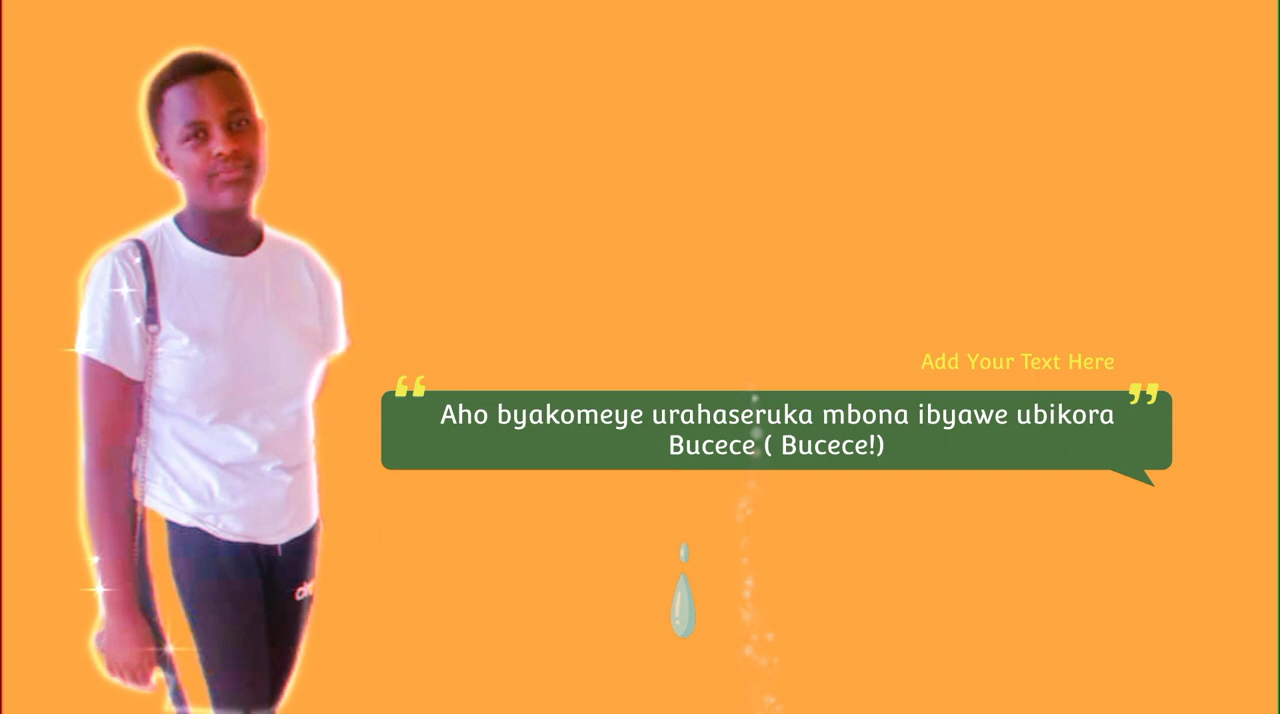 Add Your Text Here
“ Aho byakomeye urahaseruka mbona ibyawe ubikora ”
Bucece ( Bucece!)